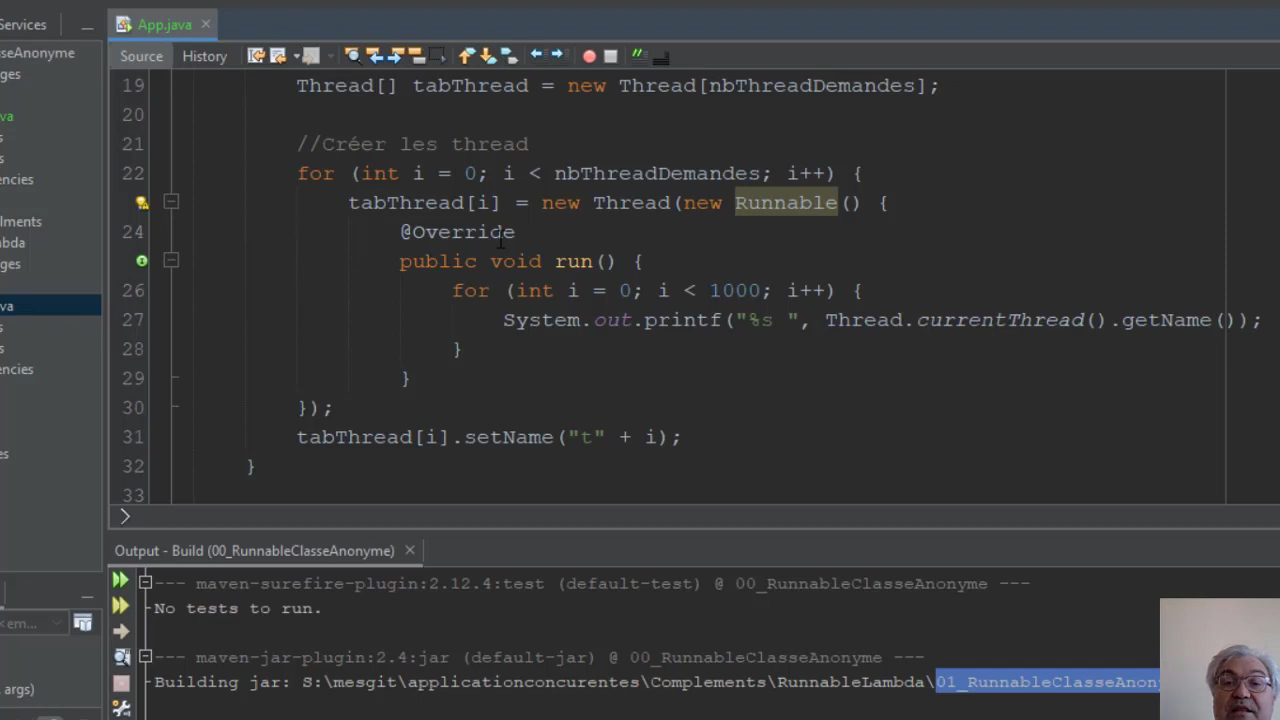 Services
App.java
Source History
seAnonyme
ges
va
s
s
encies
lments
bda
ges
va
s
s
encies
es
19 Thread[] tabThread = new Thread[nbThreadDemandes];
20
21 //Créer les thread
22 for (int i = 0; i < nbThreadDemandes; i++) {
tabThread[i] = new Thread(new Runnable() {
24 @Override
public void run() {
26 for (int i = 0; i < 1000; i++) {
27 System.out.printf("%s ", Thread.currentThread().getName());
28 }
29 }
30 });
31 tabThread[i].setName("t" + i);
32 }
33
Output - Build (00_RunnableClasseAnonyme)
--- maven-surefire-plugin:2.12.4:test (default-test) @ 00_RunnableClasseAnonyme ---
No tests to run.
<em...
--- maven-jar-plugin:2.4:jar (default-jar) @ 00_RunnableClasseAnonyme ---
Building jar: S:\mesgit\applicationconcurentes\Complements\RunnableLambda\01_RunnableClasseAnony
args)